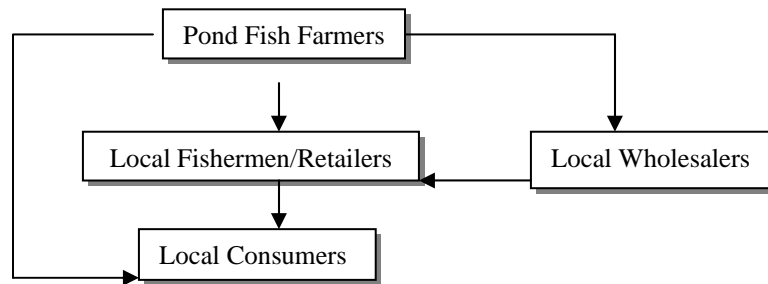 Pond Fish Farmers
Local Fishermen/Retailers
Local Wholesalers
Local Consumers